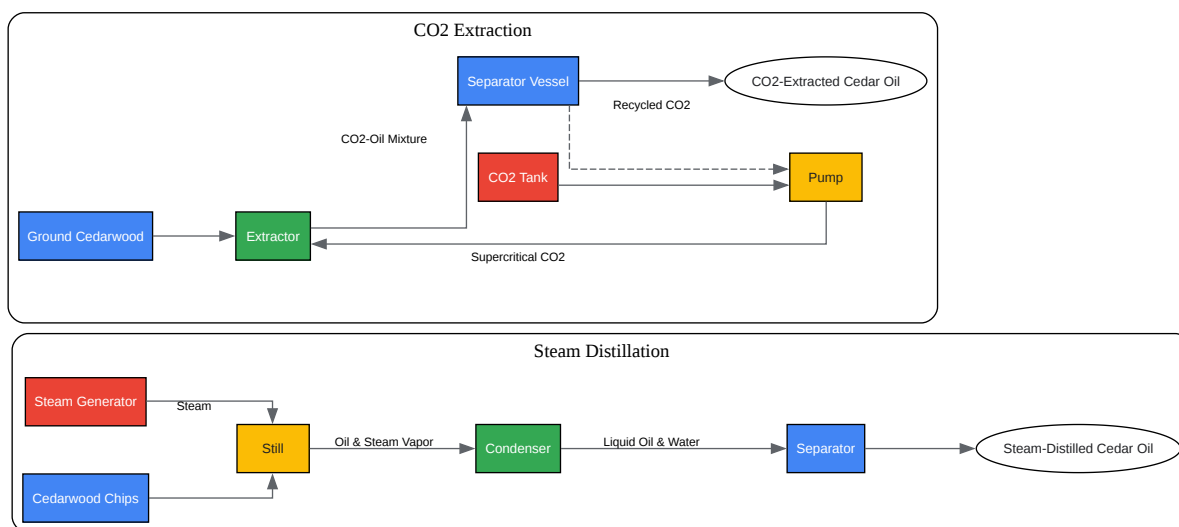 CO2 Extraction
Separator Vessel
CO2-Extracted Cedar Oil
Recycled CO2
CO2-Oil Mixture
CO2 Tank
Pump
Ground Cedarwood
Extractor
Supercritical CO2
Steam Distillation
Steam Generator
Steam
Still
Oil & Steam Vapor
Condenser
Liquid Oil & Water
Separator
Steam-Distilled Cedar Oil
Cedarwood Chips